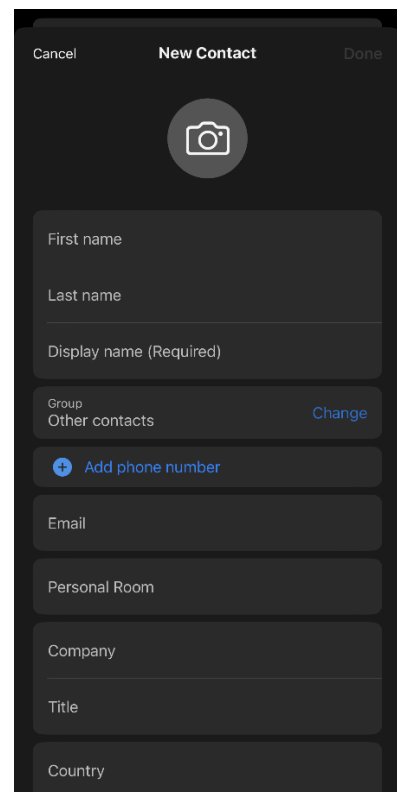 Cancel New Contact Done
First name
Last name
Display name (Required)
Group
Other contacts Change
Add phone number
Email
Personal Room
Company
Title
Country